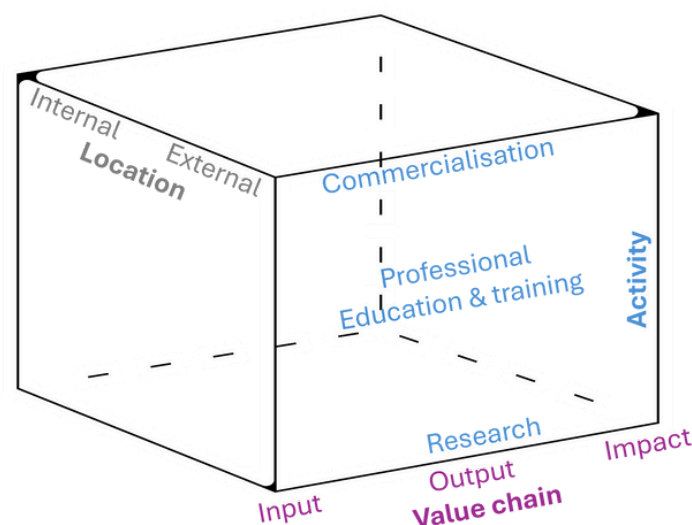 Internal
External
Location
Commercialisation
Professional
Education & training
Activity
Research
Input
Output
Impact
Value chain